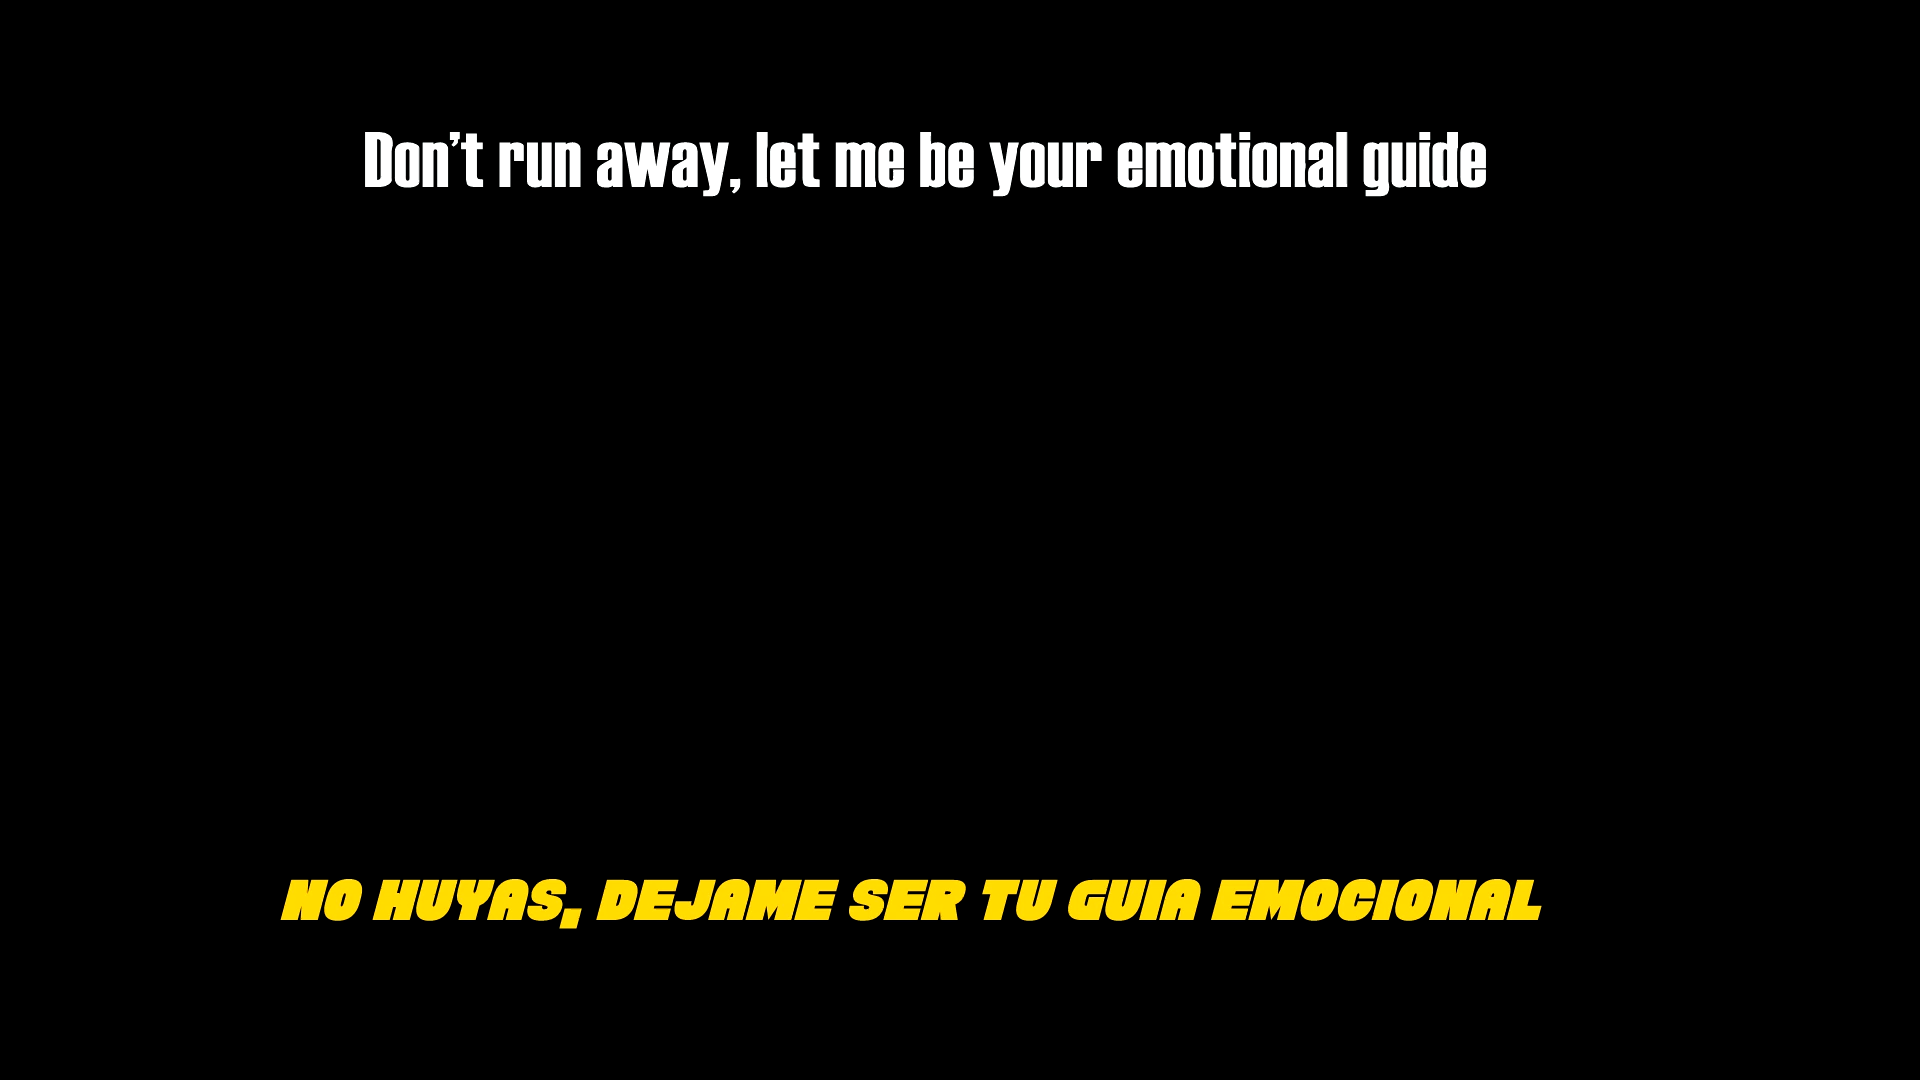 Don’t run away, let me be your emotional guide
NO HUYAS, DEJAME SER TU GUIA EMOCIONAL